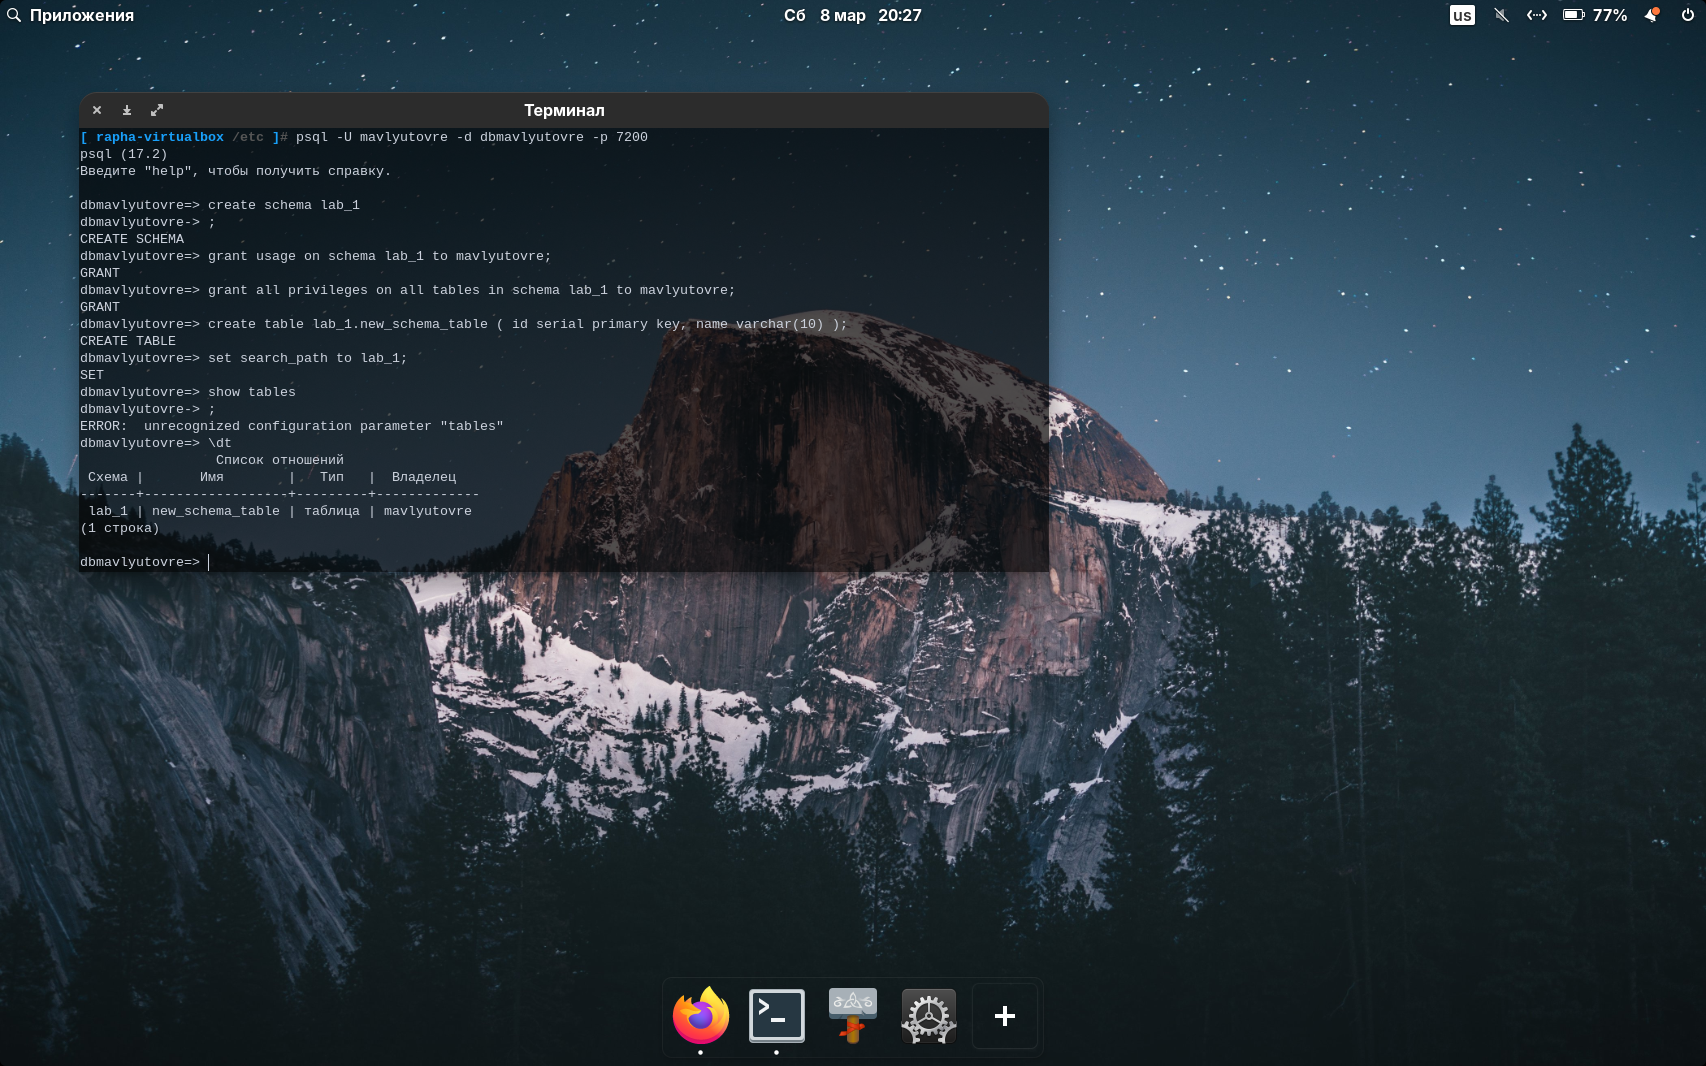 Приложения
Сб 8 мар 20:27
us
77%
Терминал
[ rapha-virtualbox /etc ]# psql -U mavlyutovre -d dbmavlyutovre -p 7200
psql (17.2)
Введите "help", чтобы получить справку.
dbmavlyutovre=> create schema lab_1
dbmavlyutovre-> ;
CREATE SCHEMA
dbmavlyutovre=> grant usage on schema lab_1 to mavlyutovre;
GRANT
dbmavlyutovre=> grant all privileges on all tables in schema lab_1 to mavlyutovre;
GRANT
dbmavlyutovre=> create table lab_1.new_schema_table ( id serial primary key, name varchar(10) );
CREATE TABLE
dbmavlyutovre=> set search_path to lab_1;
SET
dbmavlyutovre=> show tables
dbmavlyutovre-> ;
ERROR:  unrecognized configuration parameter "tables"
dbmavlyutovre=> \dt
                 Список отношений
 Схема |       Имя        |   Тип   |  Владелец
-------+------------------+---------+-------------
 lab_1 | new_schema_table | таблица | mavlyutovre
(1 строка)
dbmavlyutovre=>